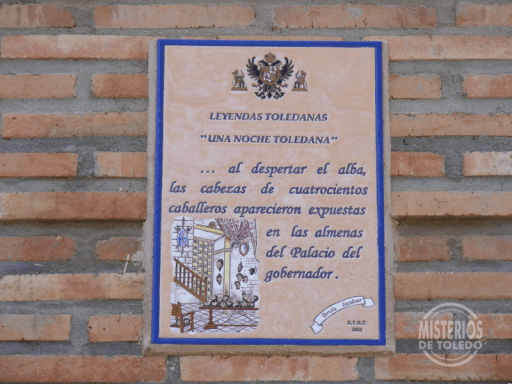 LEYENDAS TOLEDANAS
"UNA NOCHE TOLEDANA"
... al despertar el alba,
las cabezas de cuatrocientos
caballeros aparecieron expuestas
en las almenas
del Palacio del
gobernador.
MISTERIOS
DE TOLEDO